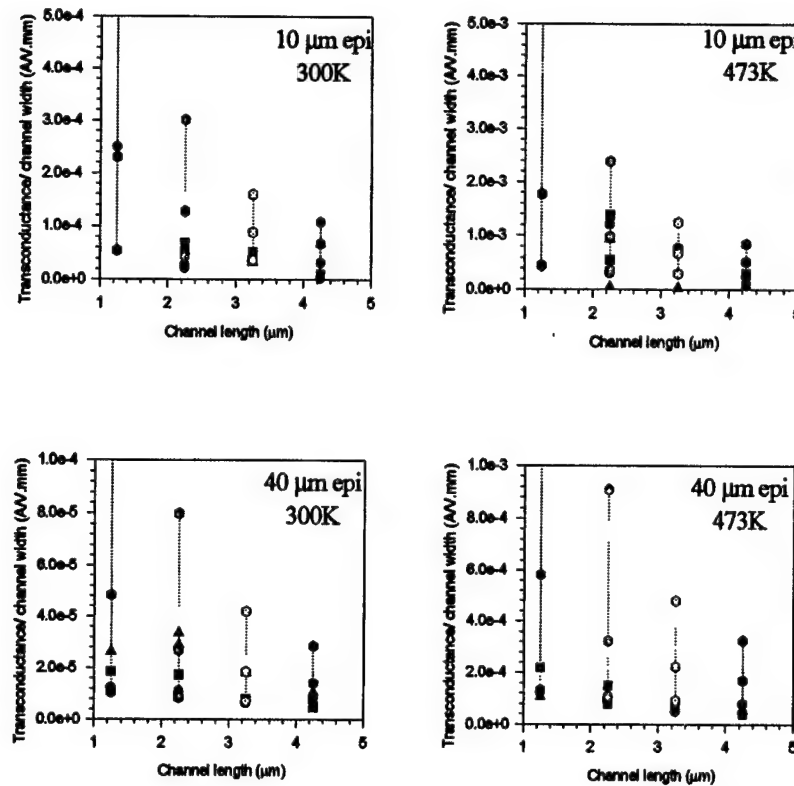 Transconductance/ channel width (A/V.mm)
5.0e-4
4.0e-4
3.0e-4
2.0e-4
1.0e-4
0.0e+0
10 μm epi
300K
1 2 3 4 5
Channel length (μm)
Transconductance/ channel width (A/V.mm)
5.0e-3
4.0e-3
3.0e-3
2.0e-3
1.0e-3
0.0e+0
10 μm epi
473K
1 2 3 4 5
Channel length (μm)
Transconductance/ channel width (A/V.mm)
1.0e-4
8.0e-5
6.0e-5
4.0e-5
2.0e-5
0.0e+0
40 μm epi
300K
1 2 3 4 5
Channel length (μm)
Transconductance/ channel width (A/V.mm)
1.0e-3
8.0e-4
6.0e-4
4.0e-4
2.0e-4
0.0e+0
40 μm epi
473K
1 2 3 4 5
Channel length (μm)